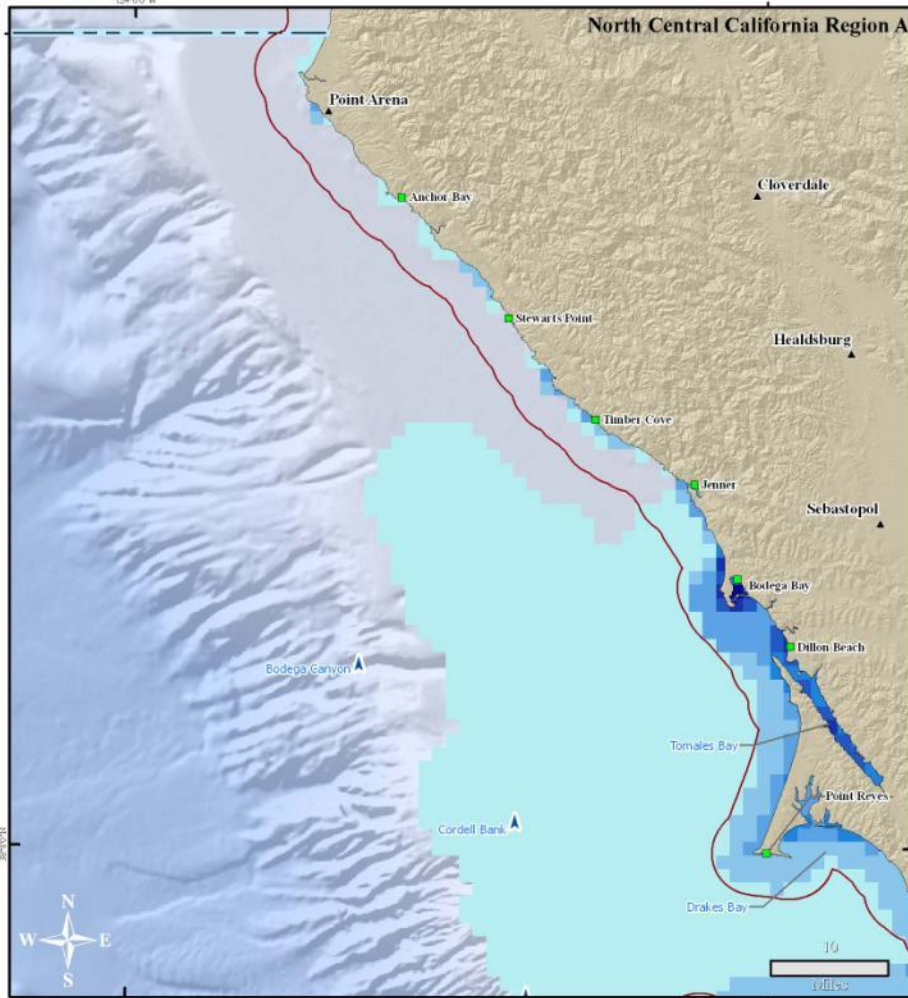 North Central California Region A
Point Arena
Anchor Bay
Cloverdale
Stewarts Point
Healdsburg
Timber Cove
Jenner
Sebastopol
Bodega Bay
Dillon Beach
Bodega Canyon
Tomales Bay
Point Reyes
Cordell Bank
Drakes Bay
N
W
E
S
10
Miles